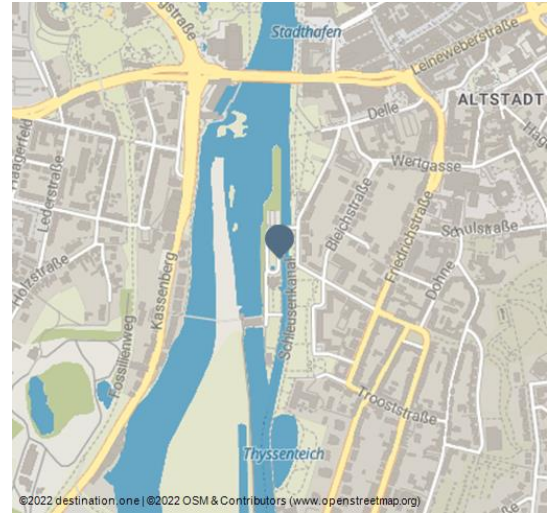 Stadthafen
Leineweberstraße
ALTSTADT
Delle
Wertgasse
Haagerfeld
Lederstraße
Bleichstraße
Friedrichstraße
Schulstraße
Dohne
Holzstraße
Kassenberg
Schleusenkanal
Fossilienweg
Trooststraße
Thyssenteich
©2022 destination.one | ©2022 OSM & Contributors (www.openstreetmap.org)